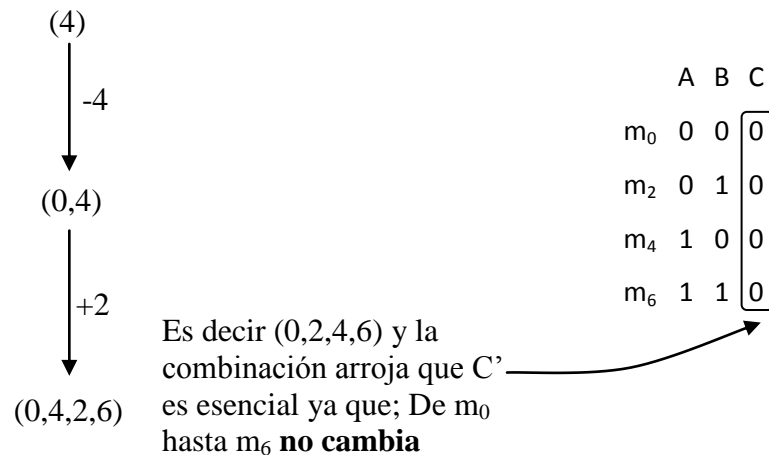 (4)
-4
(0,4)
+2
(0,4,2,6)
Es decir (0,2,4,6) y la
combinación arroja que C’
es esencial ya que; De m₀
hasta m₆ no cambia
A B C
m₀ 0 0 0
m₂ 0 1 0
m₄ 1 0 0
m₆ 1 1 0